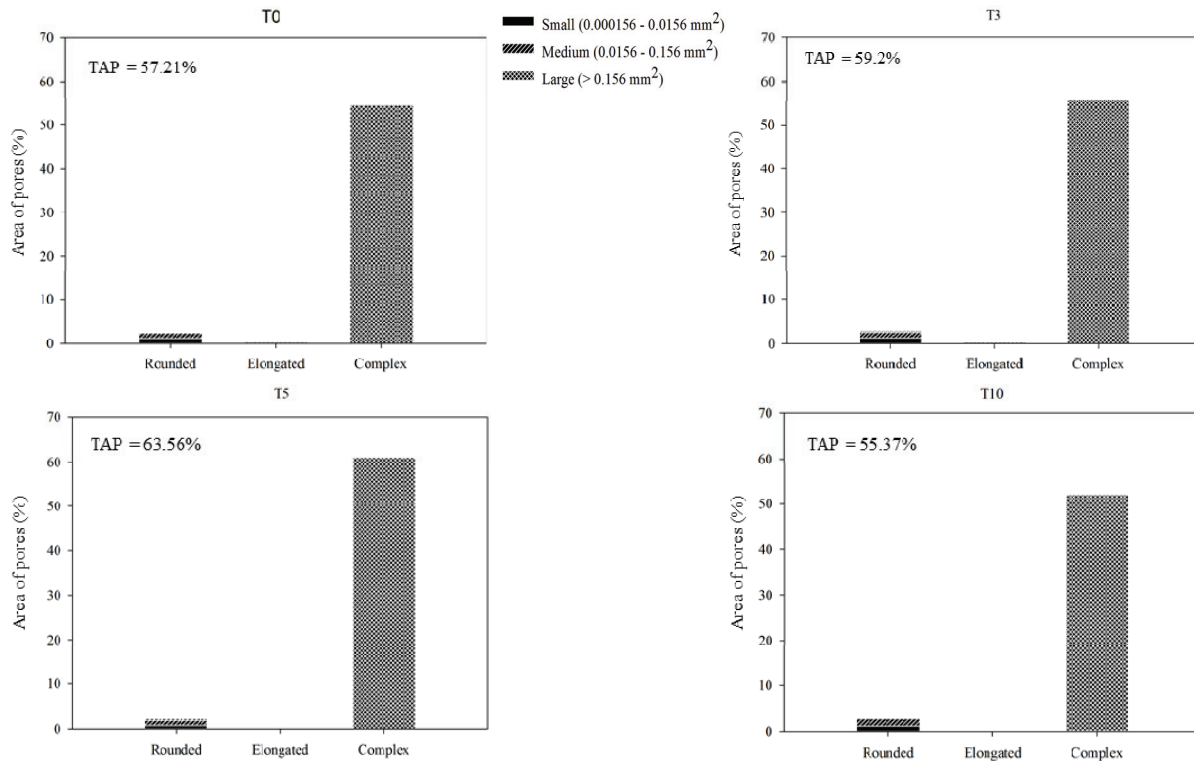 T0
70
60
50
40
30
20
10
0
TAP = 57.21%
Area of pores (%)
Rounded Elongated Complex
Small (0.000156 - 0.0156 mm²)
Medium (0.0156 - 0.156 mm²)
Large (> 0.156 mm²)
T3
70
60
50
40
30
20
10
0
TAP = 59.2%
Area of pores (%)
Rounded Elongated Complex
T5
70
60
50
40
30
20
10
0
TAP = 63.56%
Area of pores (%)
Rounded Elongated Complex
T10
70
60
50
40
30
20
10
0
TAP = 55.37%
Area of pores (%)
Rounded Elongated Complex